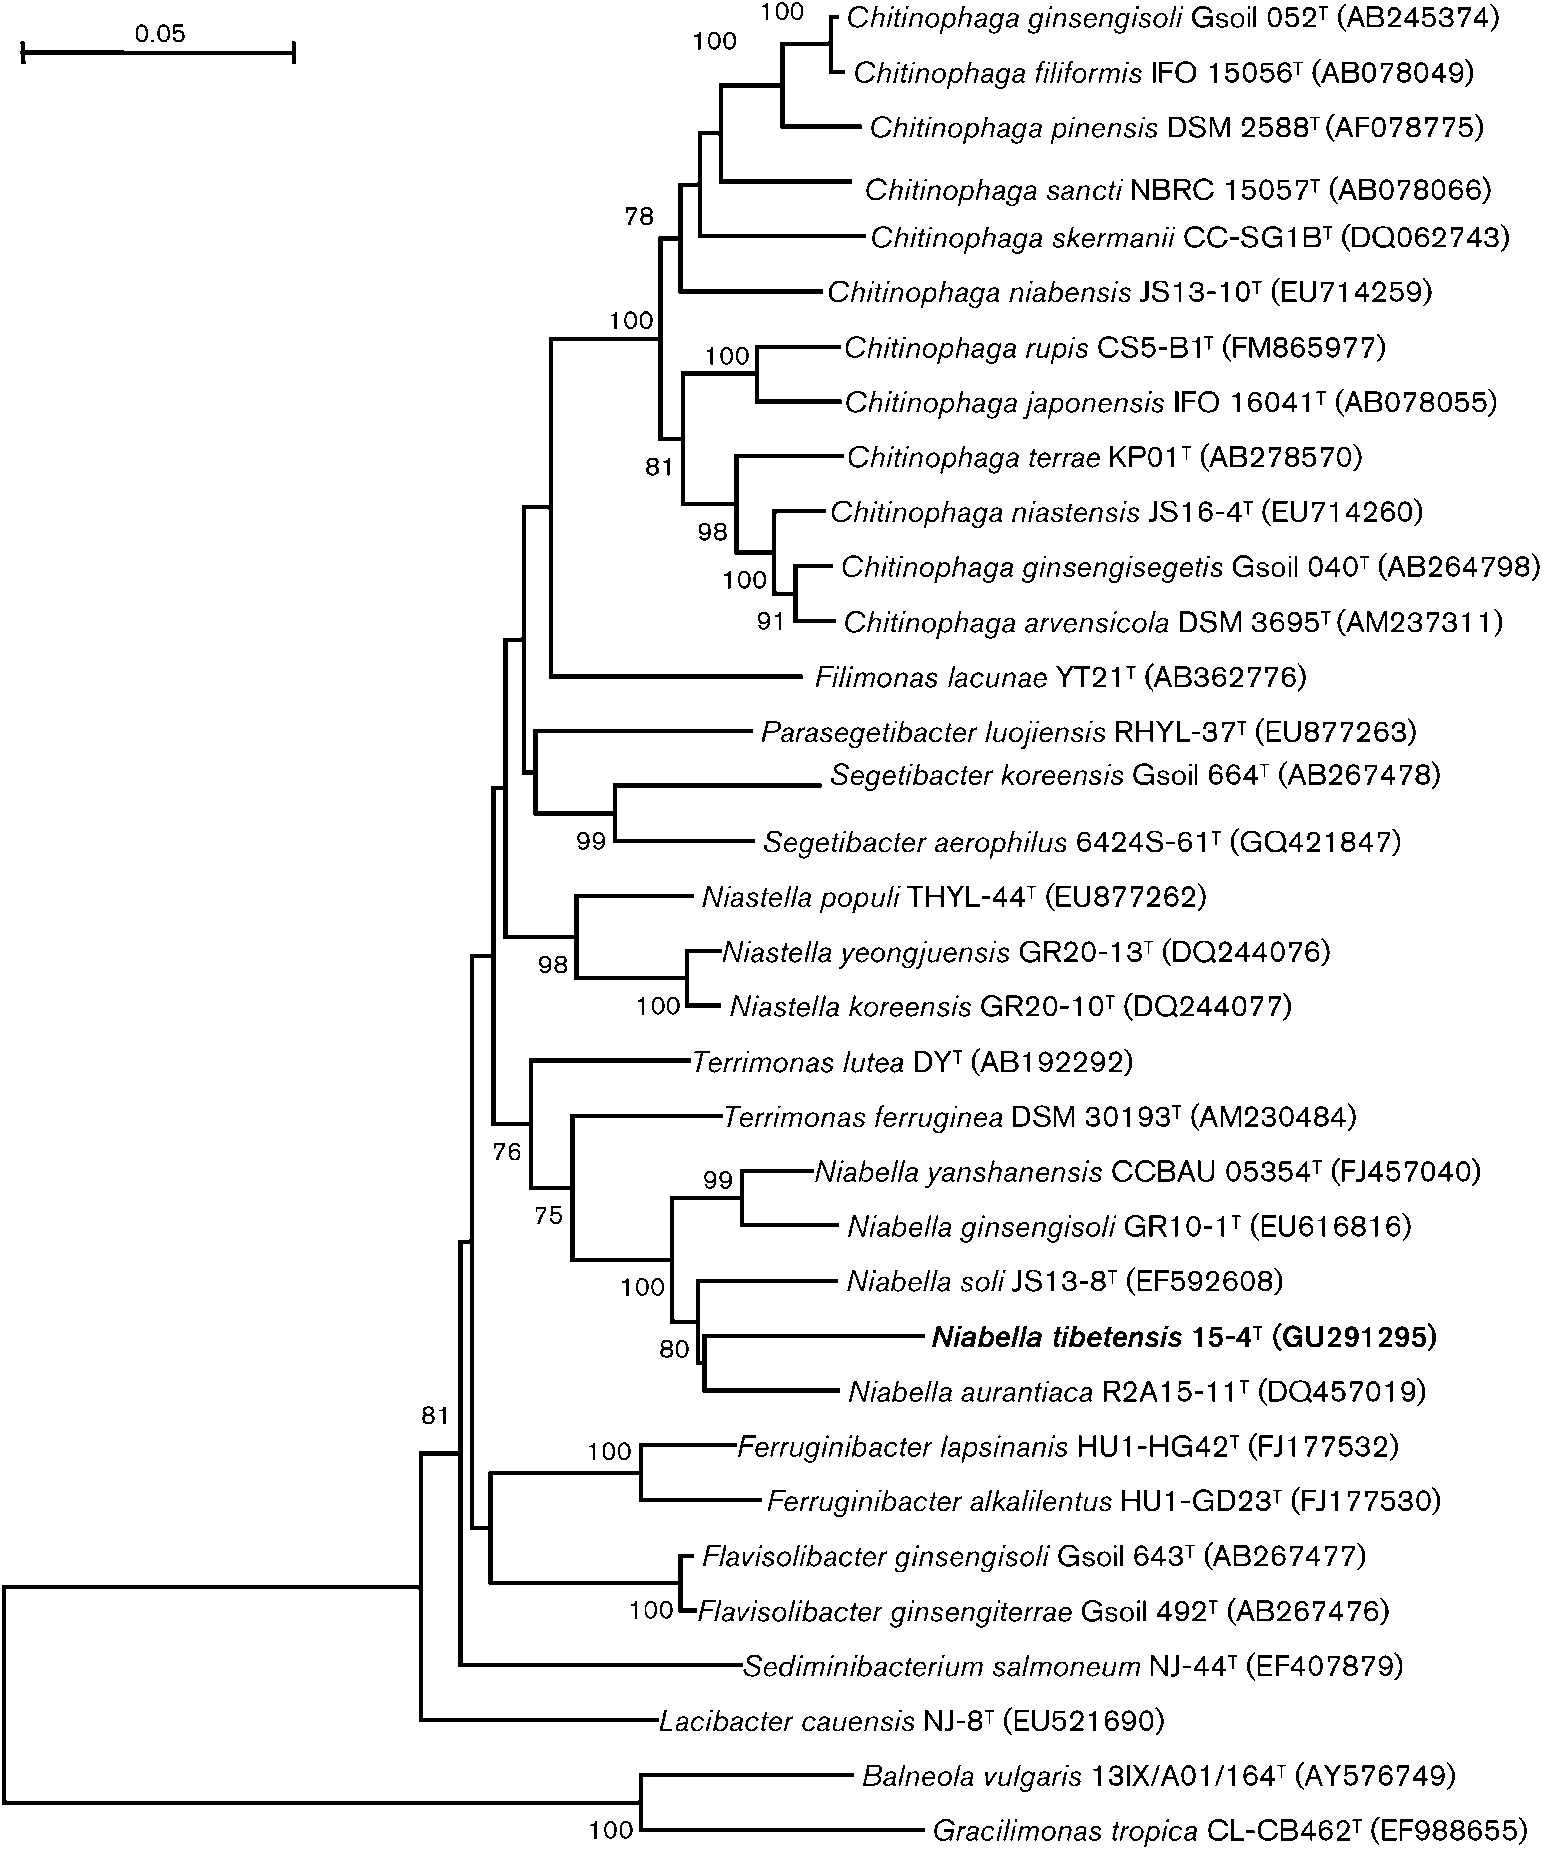 100
0.05
Chitinophaga ginsengisoli Gsoil 052ᵀ (AB245374)
100
Chitinophaga filiformis IFO 15056ᵀ (AB078049)
Chitinophaga pinensis DSM 2588ᵀ (AF078775)
Chitinophaga sancti NBRC 15057ᵀ (AB078066)
78
Chitinophaga skermanii CC-SG1Bᵀ (DQ062743)
Chitinophaga niabensis JS13-10ᵀ (EU714259)
100
Chitinophaga rupis CS5-B1ᵀ (FM865977)
100
Chitinophaga japonensis IFO 16041ᵀ (AB078055)
Chitinophaga terrae KP01ᵀ (AB278570)
81
Chitinophaga niastensis JS16-4ᵀ (EU714260)
98
Chitinophaga ginsengisegetis Gsoil 040ᵀ (AB264798)
100
Chitinophaga arvensicola DSM 3695ᵀ (AM237311)
91
Filimonas lacunae YT21ᵀ (AB362776)
Parasegetibacter luojiensis RHYL-37ᵀ (EU877263)
Segetibacter koreensis Gsoil 664ᵀ (AB267478)
99
Segetibacter aerophilus 6424S-61ᵀ (GQ421847)
Niastella populi THYL-44ᵀ (EU877262)
Niastella yeongjuensis GR20-13ᵀ (DQ244076)
98
Niastella koreensis GR20-10ᵀ (DQ244077)
100
Terrimonas lutea DYᵀ (AB192292)
Terrimonas ferruginea DSM 30193ᵀ (AM230484)
76
Niabella yanshanensis CCBAU 05354ᵀ (FJ457040)
99
75
Niabella ginsengisoli GR10-1ᵀ (EU616816)
Niabella soli JS13-8ᵀ (EF592608)
100
Niabella tibetensis 15-4ᵀ (GU291295)
80
Niabella aurantiaca R2A15-11ᵀ (DQ457019)
81
Ferruginibacter lapsinanis HU1-HG42ᵀ (FJ177532)
100
Ferruginibacter alkalilentus HU1-GD23ᵀ (FJ177530)
Flavisolibacter ginsengisoli Gsoil 643ᵀ (AB267477)
100
Flavisolibacter ginsengiterrae Gsoil 492ᵀ (AB267476)
Sediminibacterium salmoneum NJ-44ᵀ (EF407879)
Lacibacter cauensis NJ-8ᵀ (EU521690)
Balneola vulgaris 13IX/A01/164ᵀ (AY576749)
100
Gracilimonas tropica CL-CB462ᵀ (EF988655)